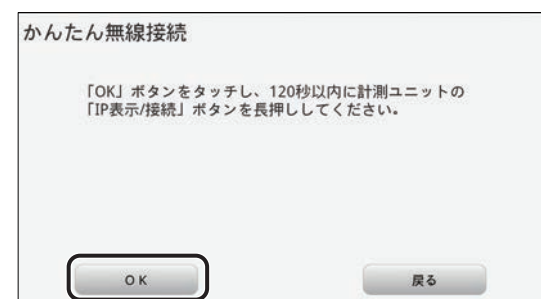 かんたん無線接続
「OK」ボタンをタッチし、120秒以内に計測ユニットの
「IP表示/接続」ボタンを長押ししてください。
OK
戻る